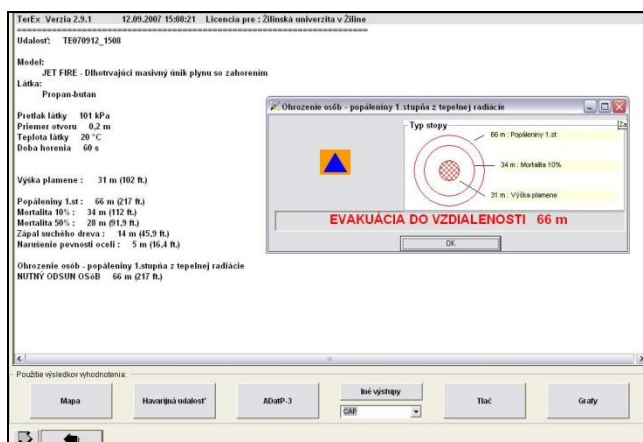 TerEx Verzia 2.9.1 12.09.2007 15:08:21 Licencia pre : Žilinská univerzita v Žiline
Udalosť: TE070912_1508
Model:
JET FIRE - Dlhotrvajúci masívny únik plynu so zahorením
Látka:
Propan-butan
Pretlak látky 101 kPa
Priemer otvoru 0,2 m
Teplota látky 20 °C
Doba horenia 60 s
Výška plamene : 31 m (102 ft.)
Popáleniny 1.st : 66 m (217 ft.)
Mortalita 10% : 34 m (112 ft.)
Mortalita 50% : 28 m (91,9 ft.)
Zápal suchého dreva : 14 m (45,9 ft.)
Narušenie pevnosti oceli : 5 m (16,4 ft.)
Ohrozenie osôb - popáleniny 1.stupňa z tepelnej radiácie
NUTNÝ ODSUN OSôB 66 m (217 ft.)
Ohrozenie osôb - popáleniny 1.stupňa z tepelnej radiácie
Typ stopy
Za
66 m : Popáleniny 1.st
34 m : Mortalita 10%
31 m : Výška plamene
EVAKUÁCIA DO VZDIALENOSTI 66 m
OK
Použitie výsledkov vyhodnotenia:
Mapa
Havarijná udalosť
ADatP-3
Iné výstupy
CAP
Tlač
Grafy